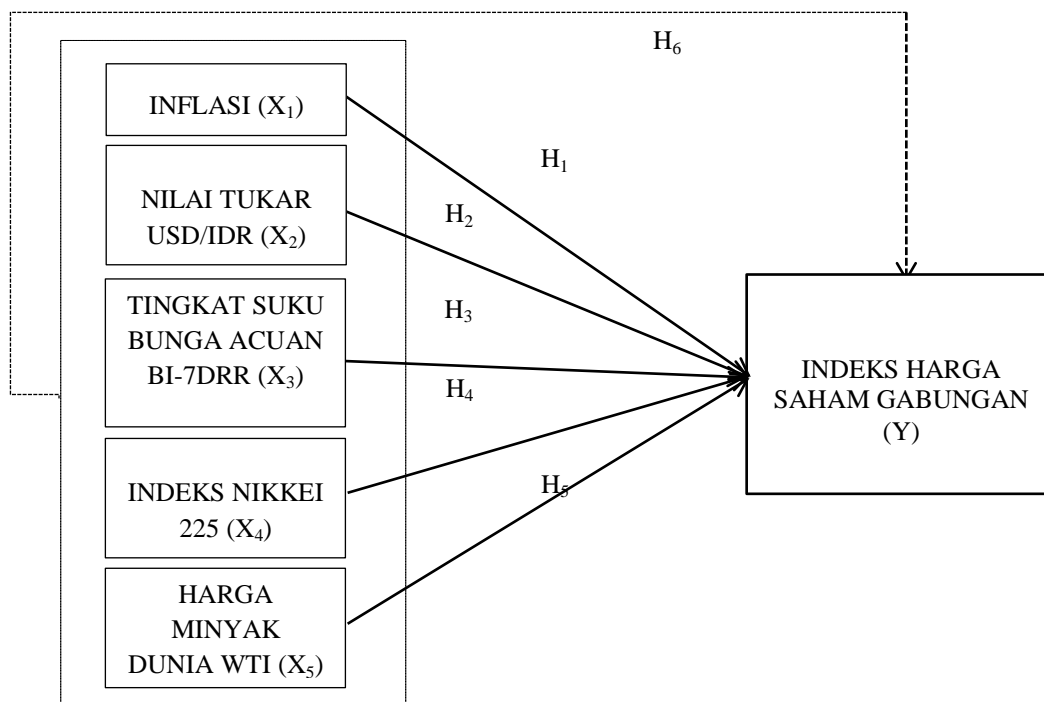 H₆
INFLASI (X₁)
H₁
NILAI TUKAR
USD/IDR (X₂)
H₂
TINGKAT SUKU
BUNGA ACUAN
BI-7DRR (X₃)
H₃
H₄
INDEKS HARGA
SAHAM GABUNGAN
(Y)
INDEKS NIKKEI
225 (X₄)
H₅
HARGA
MINYAK
DUNIA WTI (X₅)